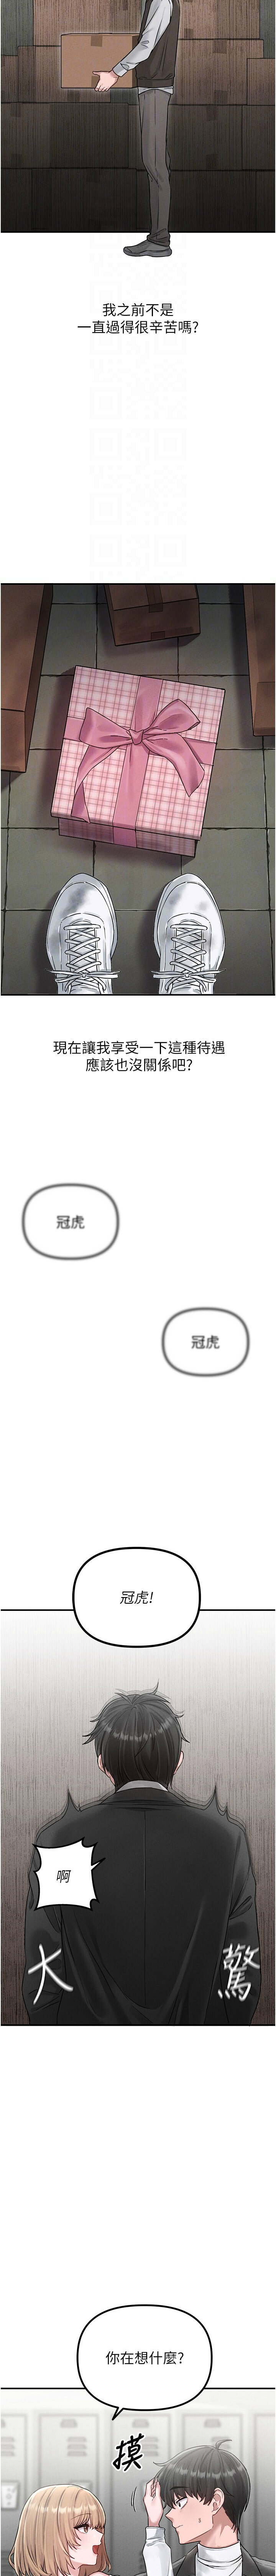 我之前不是
一直過得很辛苦嗎?
現在讓我享受一下這種待遇
應該也沒關係吧?
冠虎
冠虎
冠虎!
啊
大
驚
你在想什麼?
摸